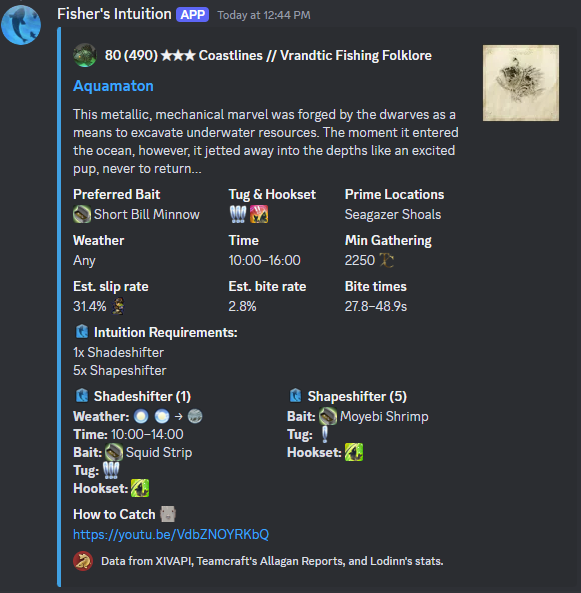 Fisher's Intuition APP Today at 12:44 PM
80 (490) ★★★ Coastlines // Vrandtic Fishing Folklore
Aquamaton
This metallic, mechanical marvel was forged by the dwarves as a
means to excavate underwater resources. The moment it entered
the ocean, however, it jetted away into the depths like an excited
pup, never to return...
Preferred Bait Tug & Hookset Prime Locations
Short Bill Minnow !!! Seagazer Shoals
Weather Time Min Gathering
Any 10:00–16:00 2250
Est. slip rate Est. bite rate Bite times
31.4% 2.8% 27.8–48.9s
Intuition Requirements:
1x Shadeshifter
5x Shapeshifter
Shadeshifter (1)
Weather: →
Time: 10:00–14:00
Bait: Squid Strip
Tug: !!!
Hookset:
Shapeshifter (5)
Bait: Moyebi Shrimp
Tug: !
Hookset:
How to Catch
https://youtu.be/VdbZNOYRKbQ
Data from XIVAPI, Teamcraft's Allagan Reports, and Lodinn's stats.